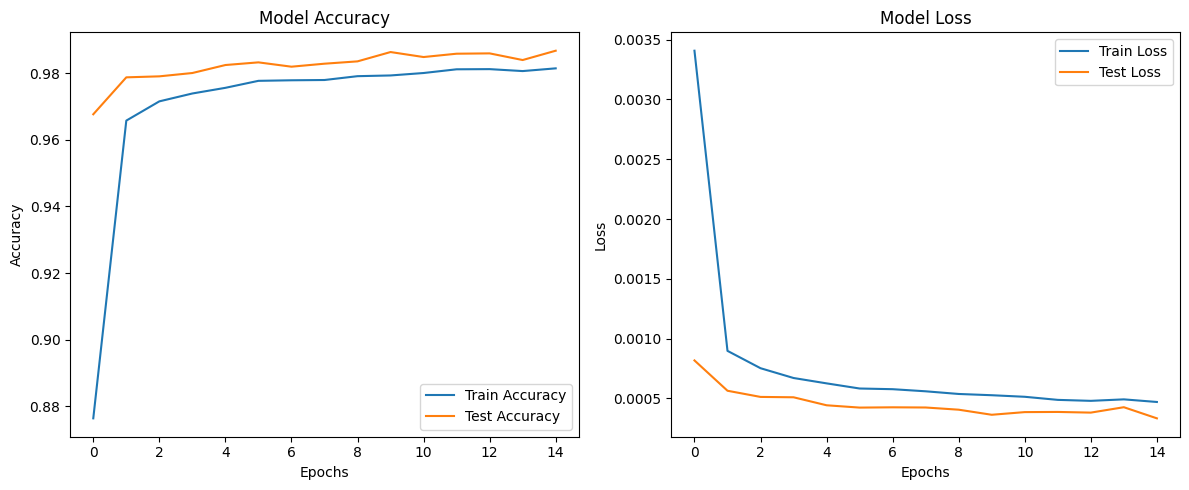 Model Accuracy
0.98
0.96
0.94
0.92
0.90
0.88
Accuracy
Train Accuracy
Test Accuracy
0 2 4 6 8 10 12 14
Epochs
Model Loss
0.0035
0.0030
0.0025
0.0020
0.0015
0.0010
0.0005
Loss
Train Loss
Test Loss
0 2 4 6 8 10 12 14
Epochs